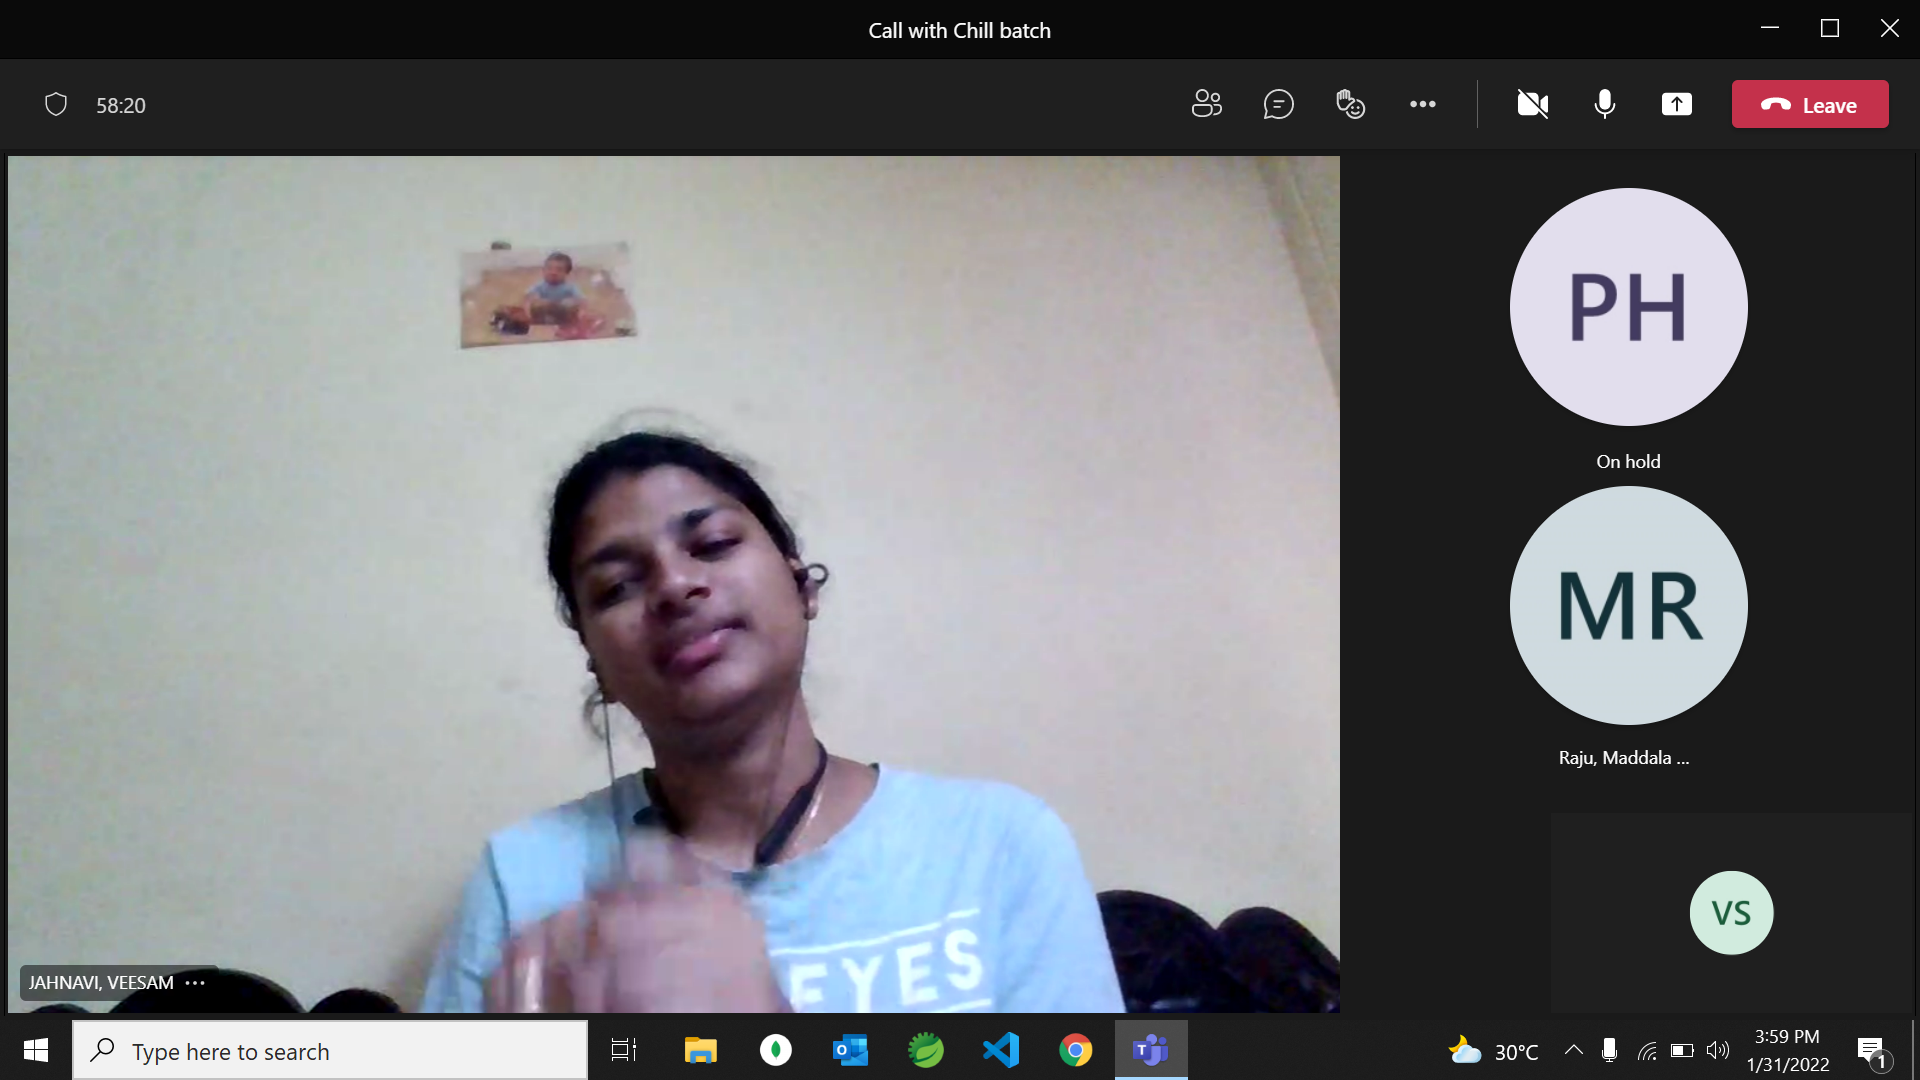 Call with Chill batch
58:20
Leave
PH
On hold
MR
Raju, Maddala ...
VS
EYES
JAHNAVI, VEESAM
Type here to search
30°C
3:59 PM
1/31/2022
1